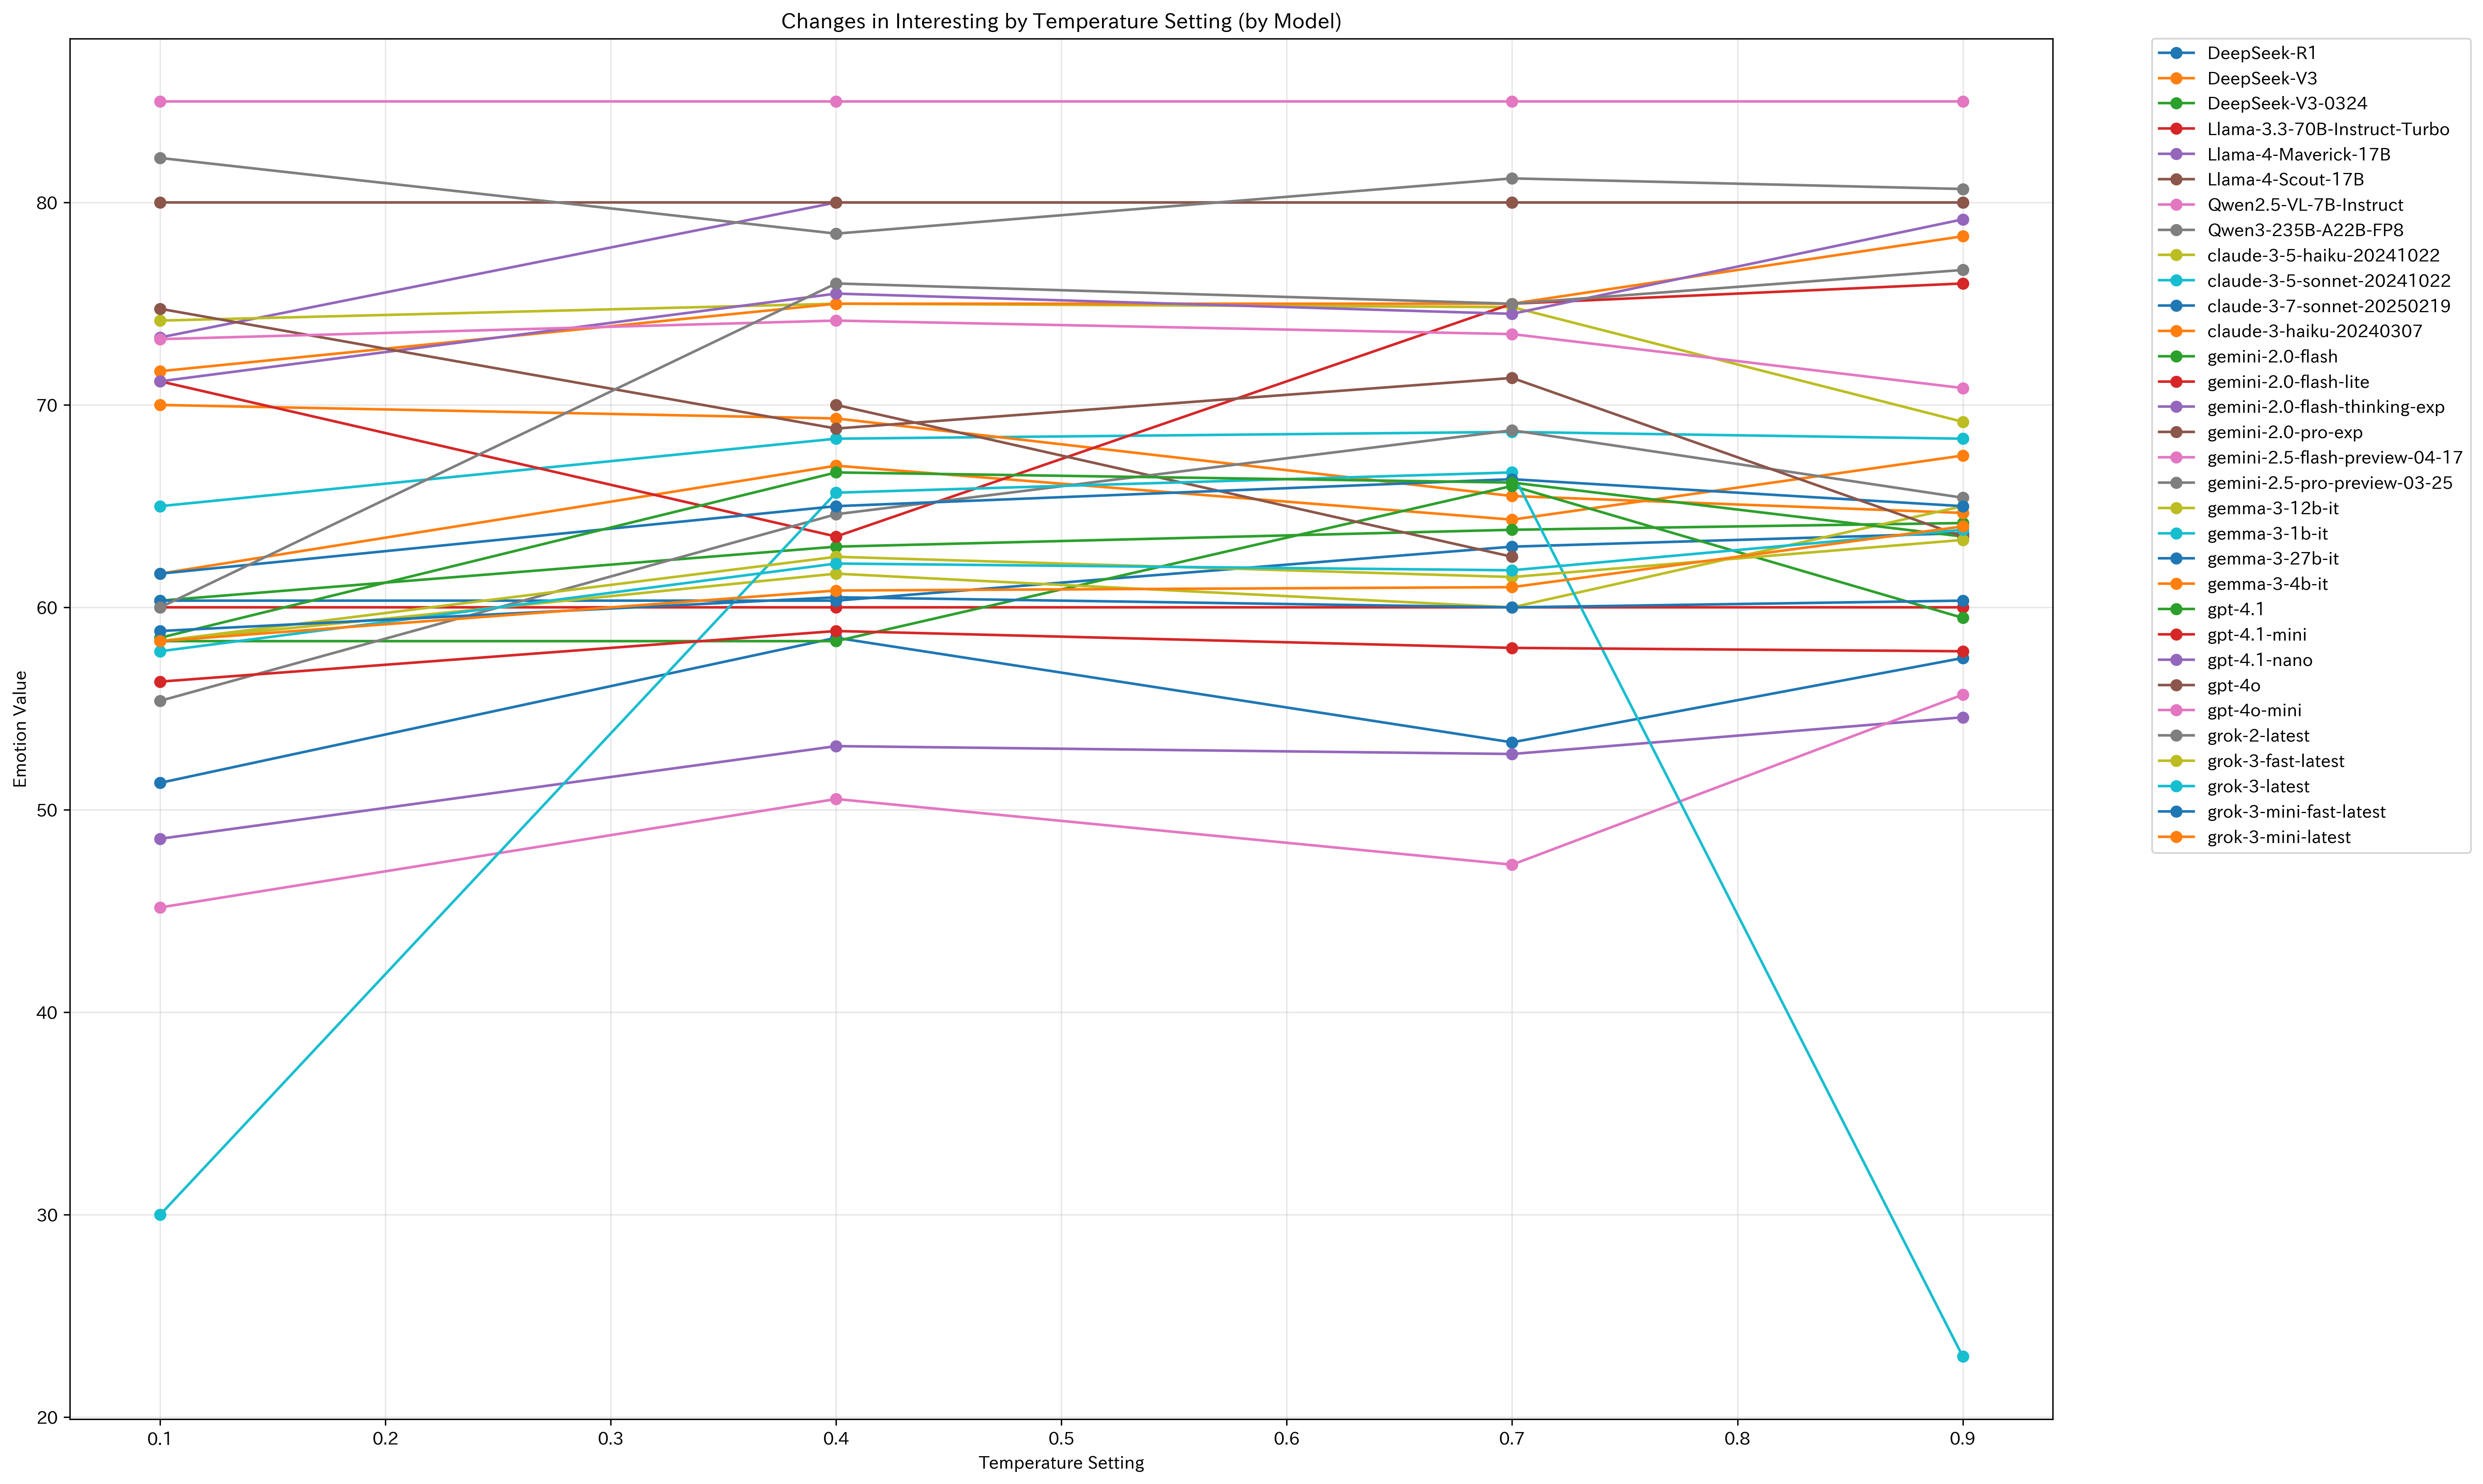 Changes in Interesting by Temperature Setting (by Model)
Emotion Value
80
70
60
50
40
30
20
0.1
0.2
0.3
0.4
0.5
0.6
0.7
0.8
0.9
Temperature Setting
DeepSeek-R1
DeepSeek-V3
DeepSeek-V3-0324
Llama-3.3-70B-Instruct-Turbo
Llama-4-Maverick-17B
Llama-4-Scout-17B
Qwen2.5-VL-7B-Instruct
Qwen3-235B-A22B-FP8
claude-3-5-haiku-20241022
claude-3-5-sonnet-20241022
claude-3-7-sonnet-20250219
claude-3-haiku-20240307
gemini-2.0-flash
gemini-2.0-flash-lite
gemini-2.0-flash-thinking-exp
gemini-2.0-pro-exp
gemini-2.5-flash-preview-04-17
gemini-2.5-pro-preview-03-25
gemma-3-12b-it
gemma-3-1b-it
gemma-3-27b-it
gemma-3-4b-it
gpt-4.1
gpt-4.1-mini
gpt-4.1-nano
gpt-4o
gpt-4o-mini
grok-2-latest
grok-3-fast-latest
grok-3-latest
grok-3-mini-fast-latest
grok-3-mini-latest